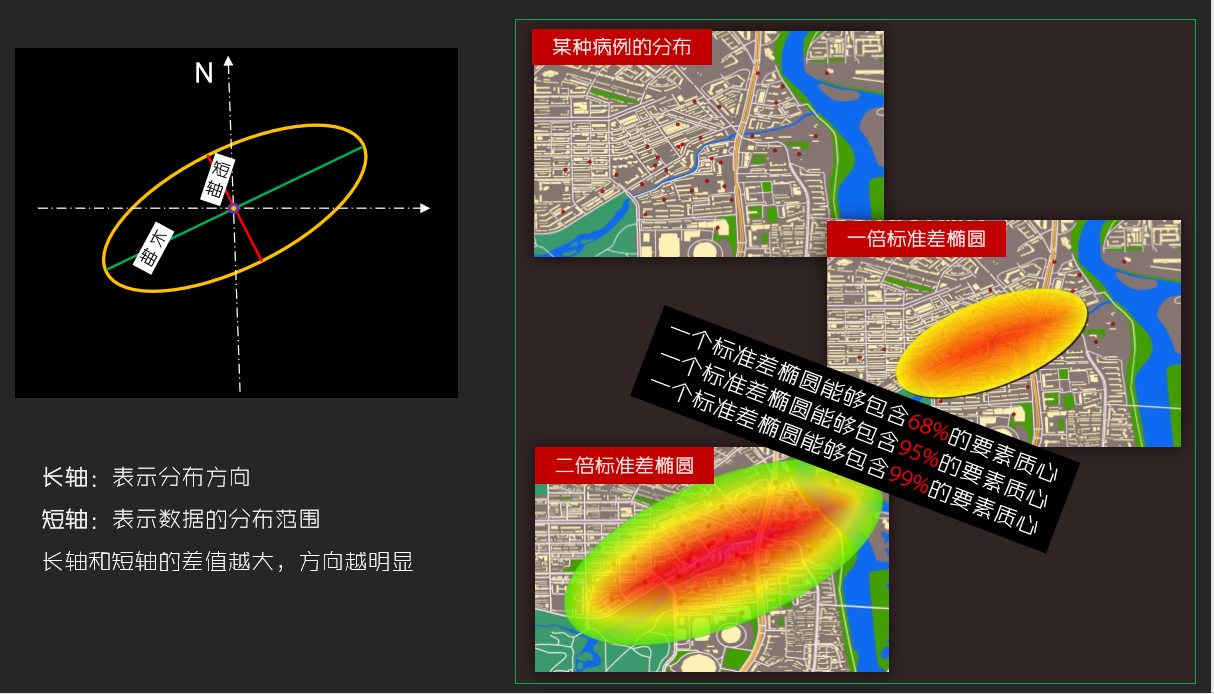 N
短轴
长轴
长轴：表示分布方向
短轴：表示数据的分布范围
长轴和短轴的差值越大，方向越明显
某种病例的分布
一倍标准差椭圆
一个标准差椭圆能够包含68%的要素质心
一个标准差椭圆能够包含95%的要素质心
一个标准差椭圆能够包含99%的要素质心
二倍标准差椭圆